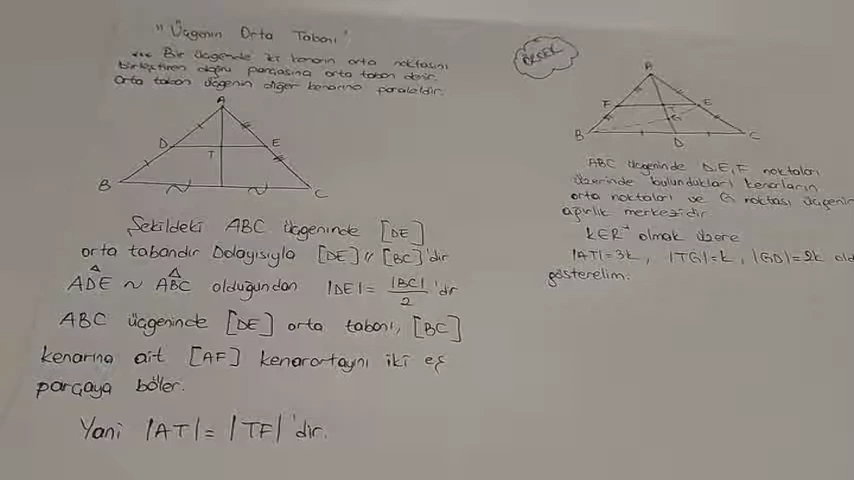 "Üçgenin Orta Tabanı"
*** Bir üçgende iki kenarın orta noktasını
birleştiren doğru parçasına orta taban denir.
Orta taban üçgenin diğer kenarına paraleldir.
A
D
E
T
B
C
Şekildeki ABC üçgeninde [DE]
orta tabandır Dolayısıyla [DE] // [BC]'dir
ADE ~ ABC olduğundan |DE| = |BC|/2 'dir
ABC üçgeninde [DE] orta tabanı, [BC]
kenarına ait [AF] kenarortayını iki eş
parçaya böler.
Yani |AT| = |TF| 'dir.
ÖRNEK
A
F
E
T
G
B
D
C
ABC üçgeninde D, E, F noktaları
üzerinde bulundukları kenarların
orta noktaları ve G noktası üçgenin
ağırlık merkezidir.
kER⁺ olmak üzere
|AT|=3k, |TG|=k, |GD|=2k
gösterelim.